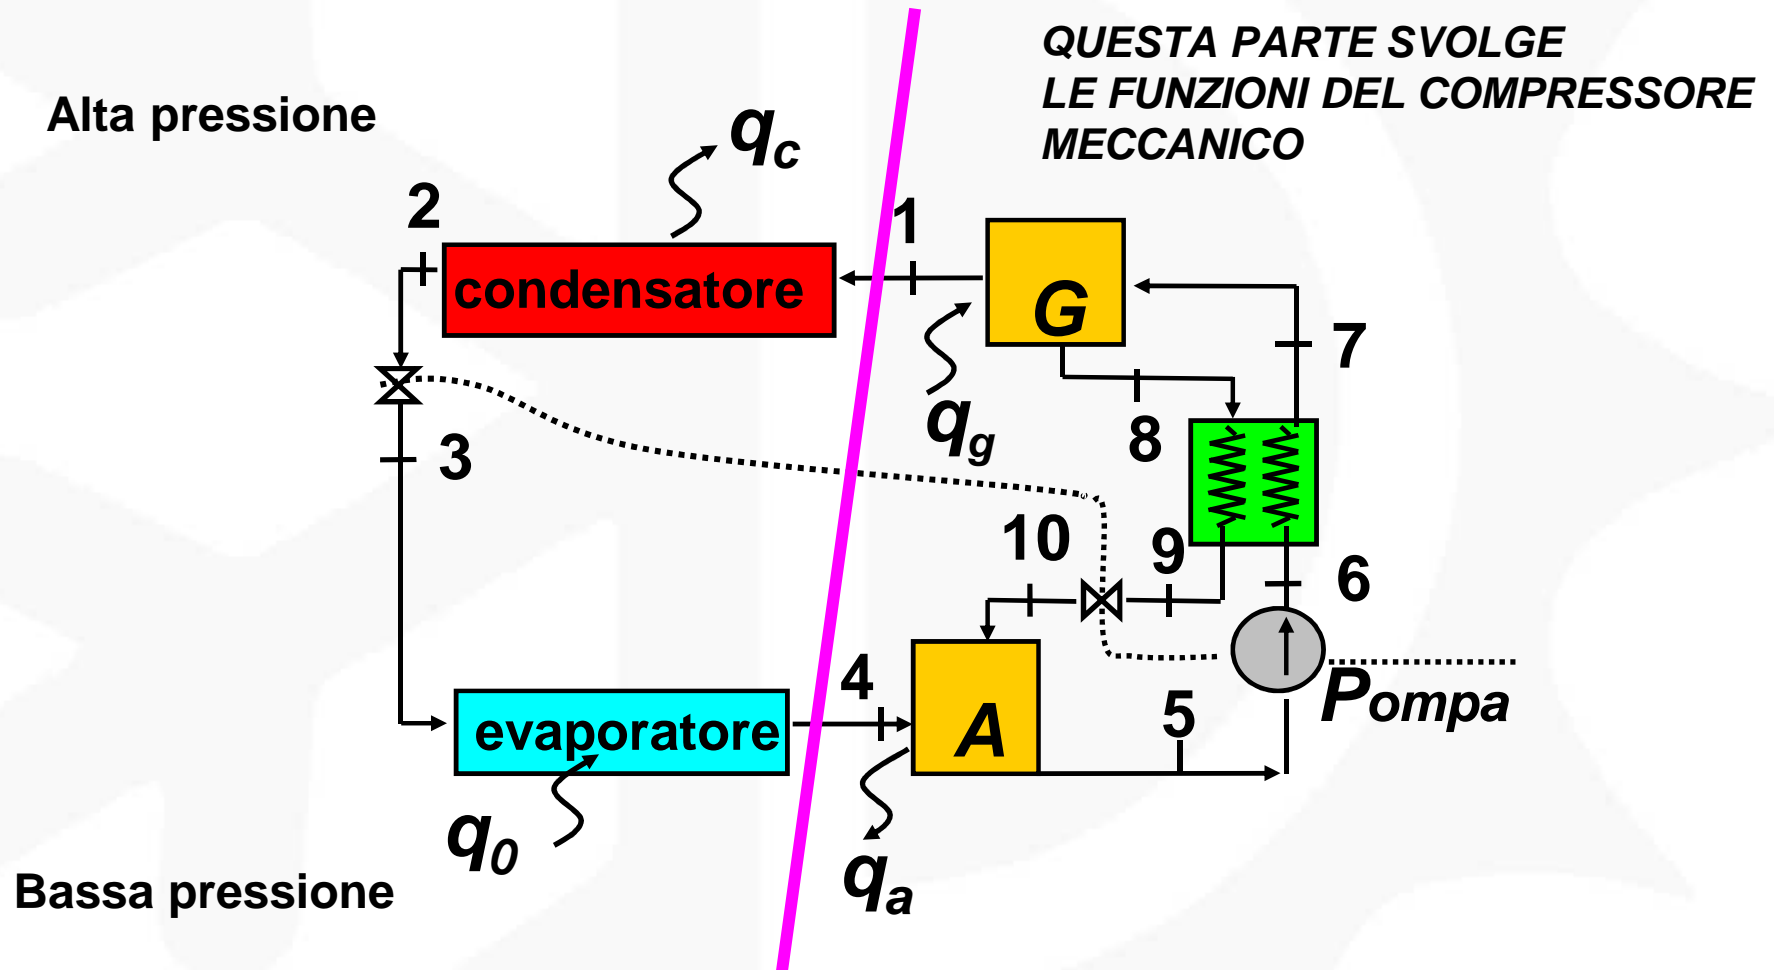 QUESTA PARTE SVOLGE
LE FUNZIONI DEL COMPRESSORE
MECCANICO
Alta pressione
qc
2
1
condensatore
G
7
qg
8
3
10
9
6
4
5
Pompa
evaporatore
A
q0
qa
Bassa pressione